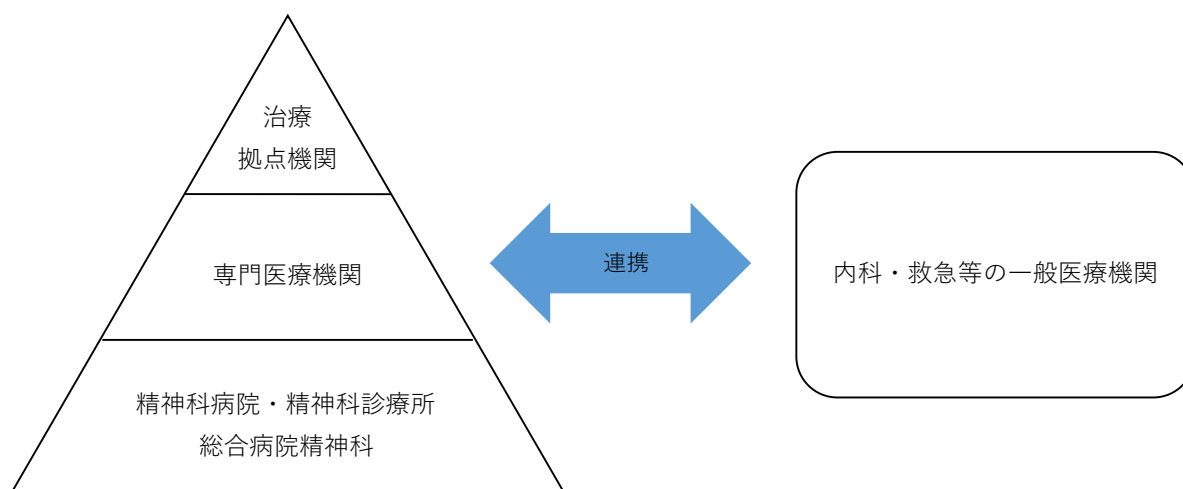 治療
拠点機関
専門医療機関
精神科病院・精神科診療所
総合病院精神科
連携
内科・救急等の一般医療機関